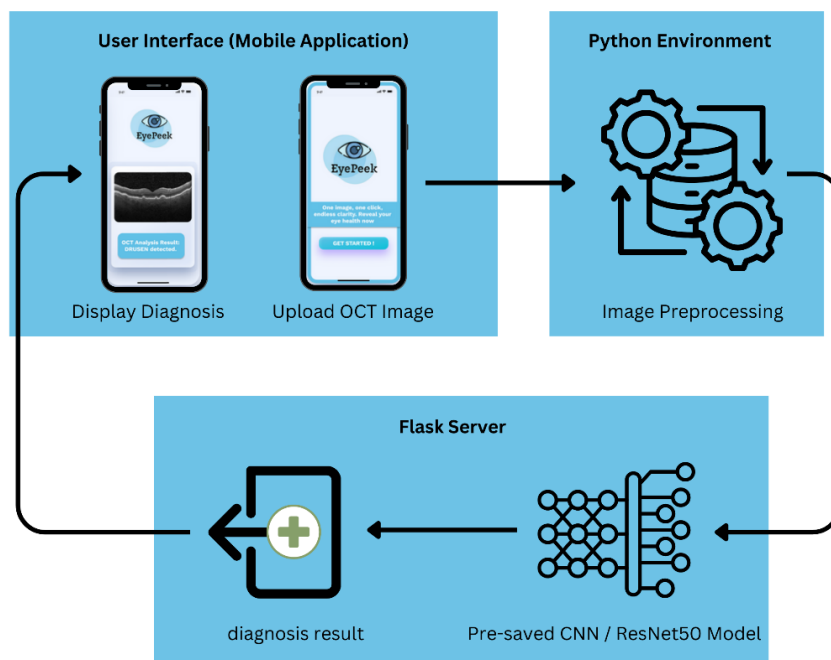 User Interface (Mobile Application)
EyePeek
OCT Analysis Result:
DRUSEN detected.
Display Diagnosis
EyePeek
One image, one click,
endless clarity. Reveal your
eye health now
GET STARTED !
Upload OCT Image
Python Environment
Image Preprocessing
Flask Server
diagnosis result
Pre-saved CNN / ResNet50 Model